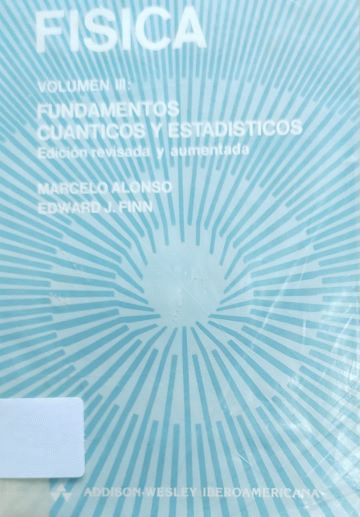 FISICA
VOLUMEN III:
FUNDAMENTOS
CUANTICOS Y ESTADISTICOS
Edición revisada y aumentada
MARCELO ALONSO
EDWARD J. FINN
ADDISON-WESLEY IBEROAMERICANA